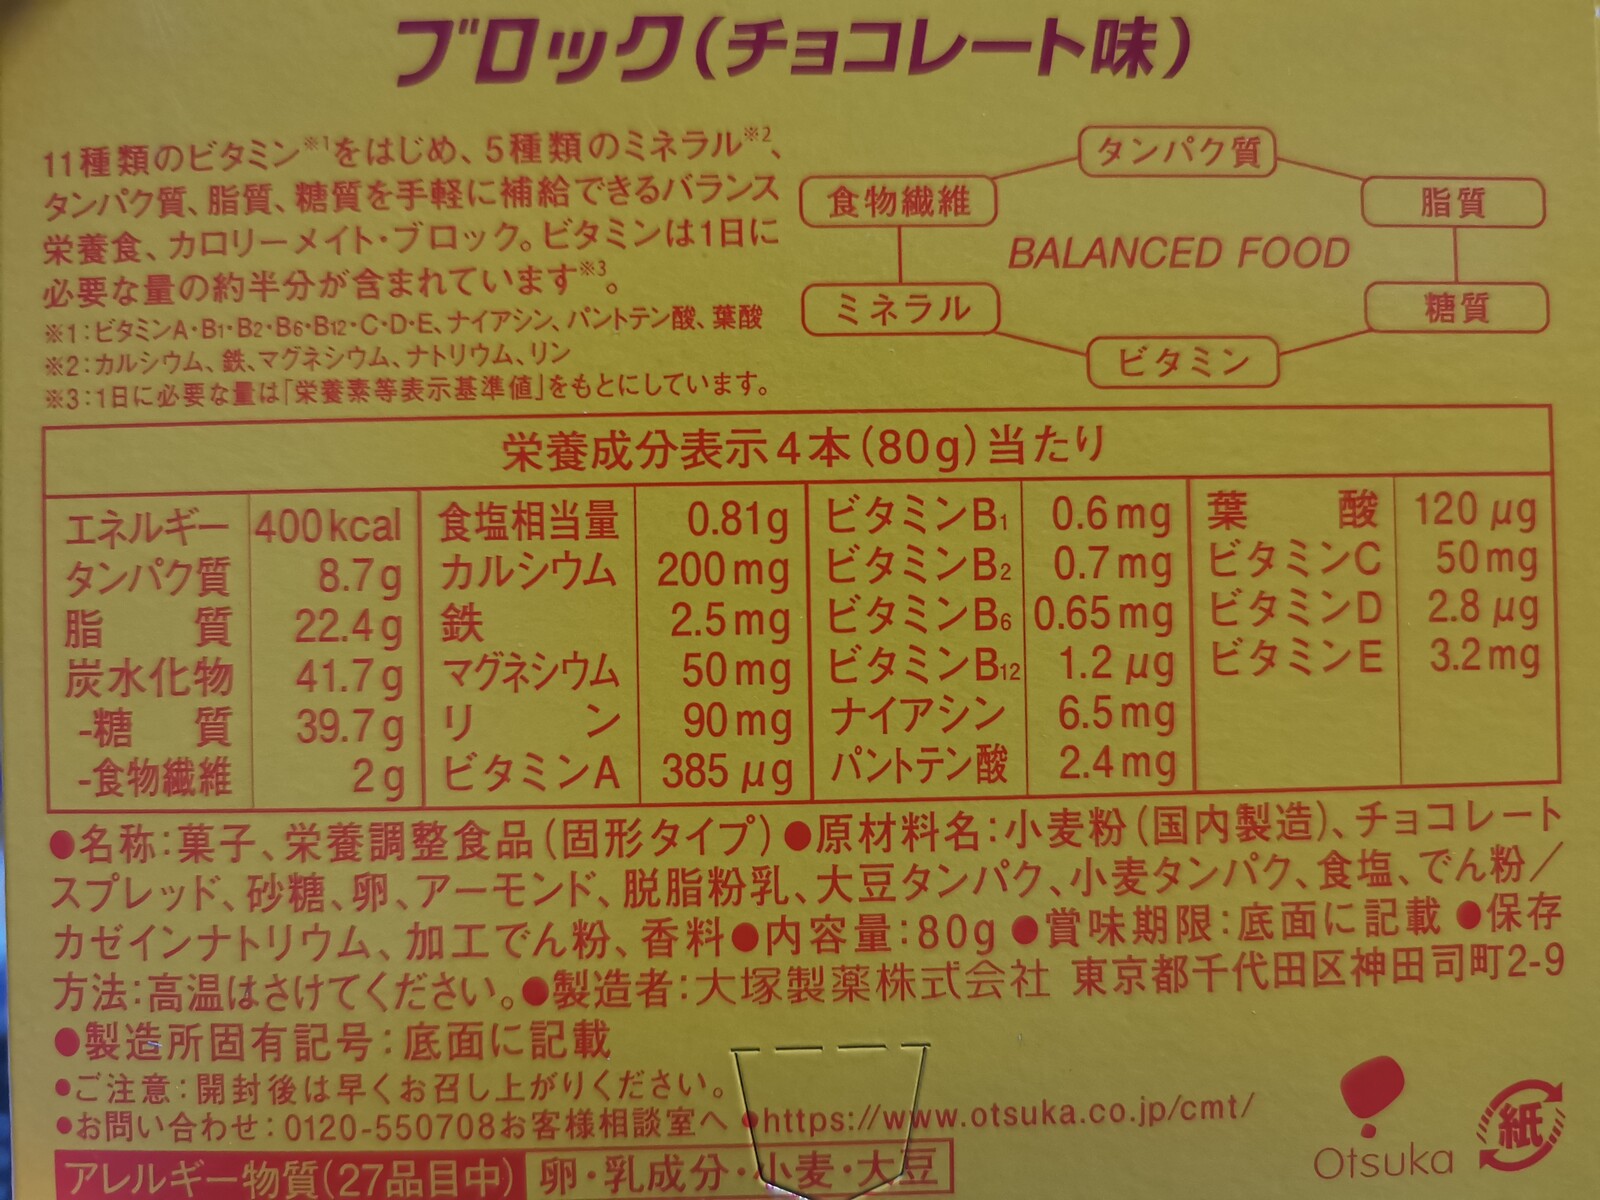 ブロック(チョコレート味)
11種類のビタミン※1をはじめ、5種類のミネラル※2、
タンパク質、脂質、糖質を手軽に補給できるバランス
栄養食、カロリーメイト・ブロック。ビタミンは1日に
必要な量の約半分が含まれています※3。
※1:ビタミンA・B1・B2・B6・B12・C・D・E、ナイアシン、パントテン酸、葉酸
※2:カルシウム、鉄、マグネシウム、ナトリウム、リン
※3:1日に必要な量は「栄養素等表示基準値」をもとにしています。
タンパク質
食物繊維
脂質
BALANCED FOOD
ミネラル
糖質
ビタミン
栄養成分表示4本(80g)当たり
エネルギー 400kcal
タンパク質 8.7g
脂質 22.4g
炭水化物 41.7g
-糖質 39.7g
-食物繊維 2g
食塩相当量 0.81g
カルシウム 200mg
鉄 2.5mg
マグネシウム 50mg
リン 90mg
ビタミンA 385μg
ビタミンB1 0.6mg
ビタミンB2 0.7mg
ビタミンB6 0.65mg
ビタミンB12 1.2μg
ナイアシン 6.5mg
パントテン酸 2.4mg
葉酸 120μg
ビタミンC 50mg
ビタミンD 2.8μg
ビタミンE 3.2mg
●名称:菓子、栄養調整食品(固形タイプ)●原材料名:小麦粉(国内製造)、チョコレート
スプレッド、砂糖、卵、アーモンド、脱脂粉乳、大豆タンパク、小麦タンパク、食塩、でん粉/
カゼインナトリウム、加工でん粉、香料●内容量:80g●賞味期限:底面に記載●保存
方法:高温はさけてください。●製造者:大塚製薬株式会社 東京都千代田区神田司町2-9
●製造所固有記号:底面に記載
●ご注意:開封後は早くお召し上がりください。
●お問い合わせ:0120-550708お客様相談室へ ●https://www.otsuka.co.jp/cmt/
アレルギー物質(27品目中) 卵・乳成分・小麦・大豆
Otsuka
紙